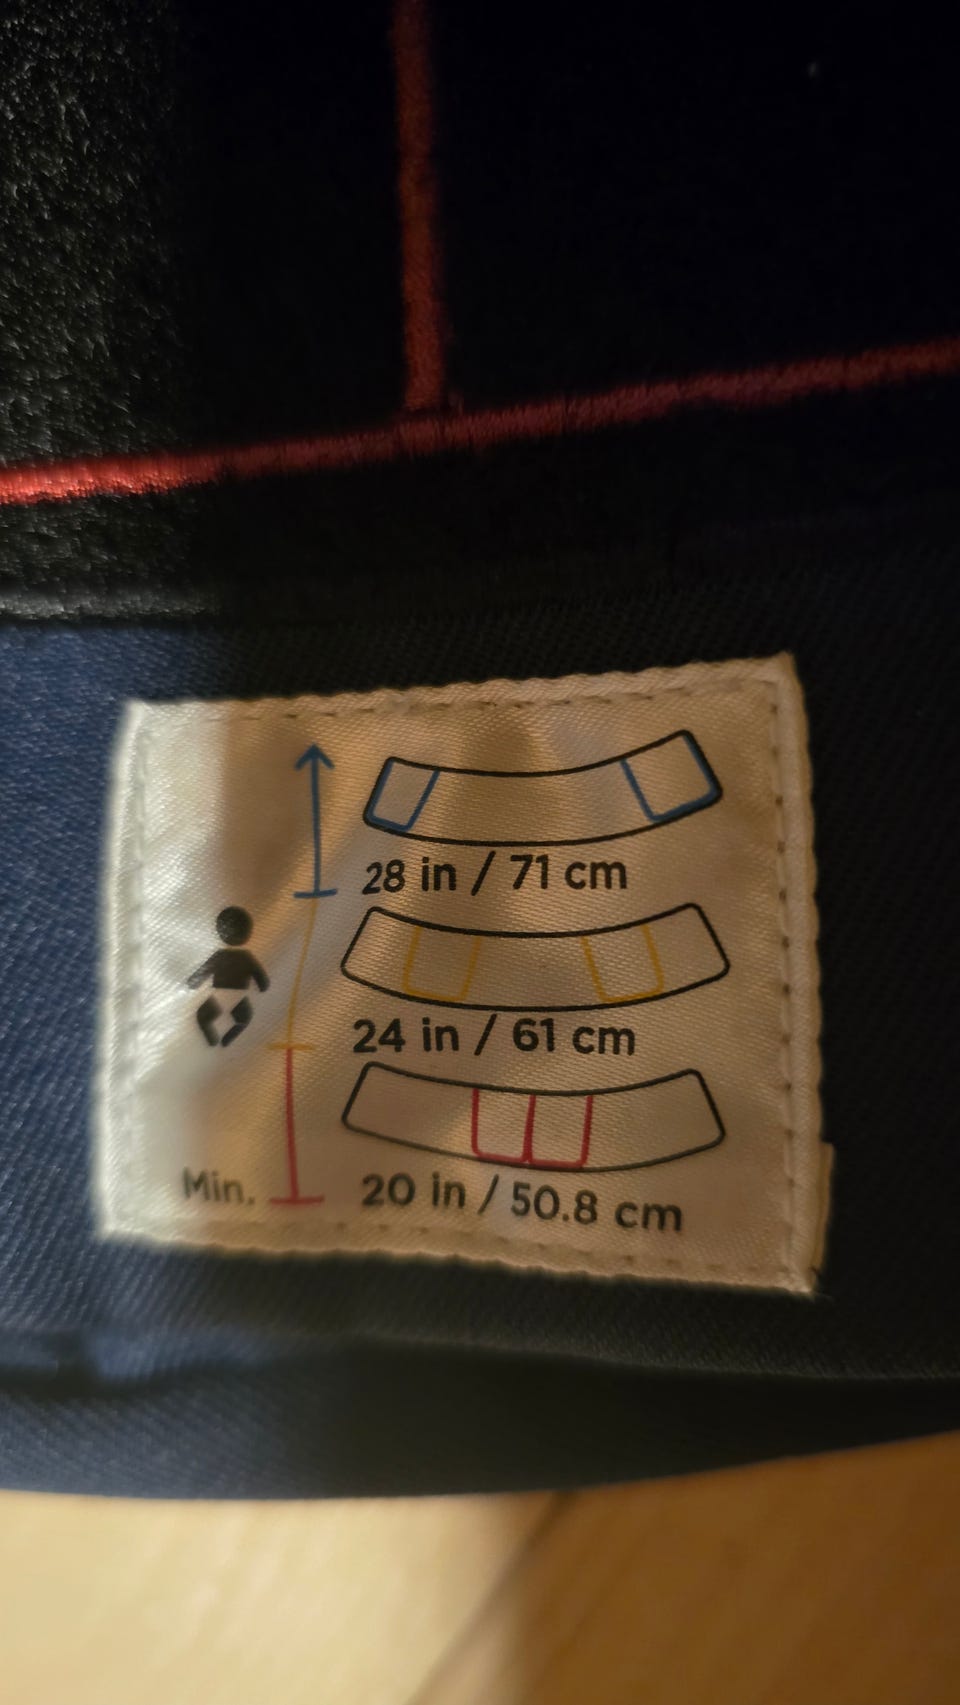 28 in / 71 cm
24 in / 61 cm
Min.
20 in / 50.8 cm